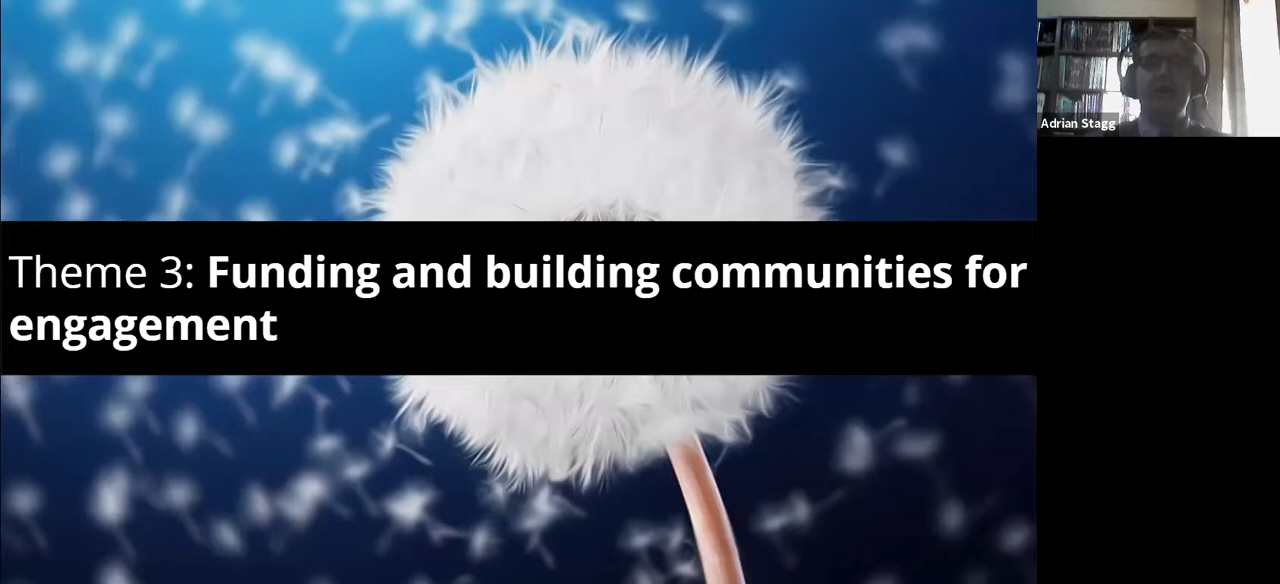 Theme 3: Funding and building communities for
engagement
Adrian Stagg